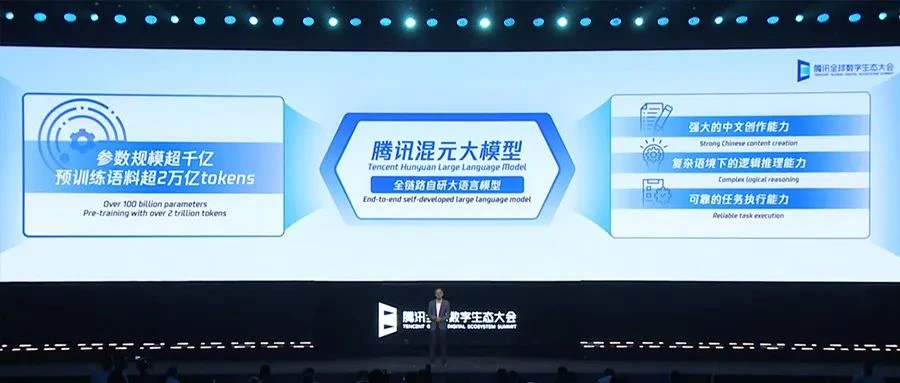 腾讯全球数字生态大会
TENCENT GLOBAL DIGITAL ECOSYSTEM SUMMIT
参数规模超千亿
预训练语料超2万亿tokens
Over 100 billion parameters
Pre-training with over 2 trillion tokens
腾讯混元大模型
Tencent Hunyuan Large Language Model
全链路自研大语言模型
End-to-end self-developed large language model
强大的中文创作能力
Strong Chinese content creation
复杂语境下的逻辑推理能力
Complex logical reasoning
可靠的任务执行能力
Reliable task execution
腾讯全球数字生态大会
TENCENT G DIGITAL ECOSYSTEM SUMMIT